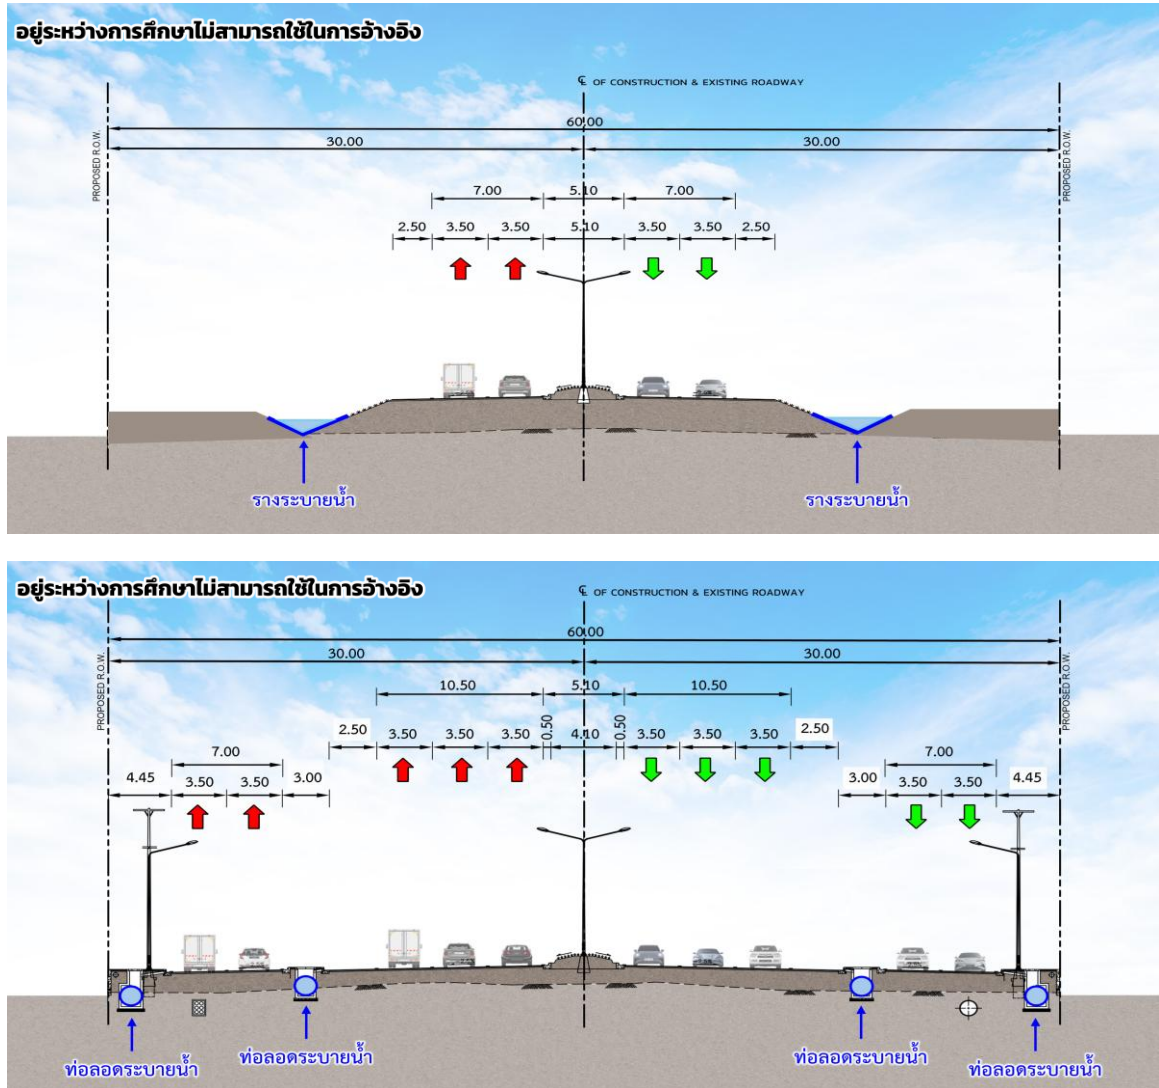 อยู่ระหว่างการศึกษาไม่สามารถใช้ในการอ้างอิง
℄ OF CONSTRUCTION & EXISTING ROADWAY
60.00
30.00 30.00
PROPOSED R.O.W.
PROPOSED R.O.W.
7.00 5.10 7.00
2.50 3.50 3.50 5.10 3.50 3.50 2.50
รางระบายน้ำ รางระบายน้ำ
อยู่ระหว่างการศึกษาไม่สามารถใช้ในการอ้างอิง
℄ OF CONSTRUCTION & EXISTING ROADWAY
60.00
30.00 30.00
PROPOSED R.O.W.
PROPOSED R.O.W.
10.50 5.10 10.50
2.50 3.50 3.50 3.50 0.50 4.10 0.50 3.50 3.50 3.50 2.50
7.00 7.00
4.45 3.50 3.50 3.00 3.00 3.50 3.50 4.45
ท่อลอดระบายน้ำ ท่อลอดระบายน้ำ ท่อลอดระบายน้ำ ท่อลอดระบายน้ำ